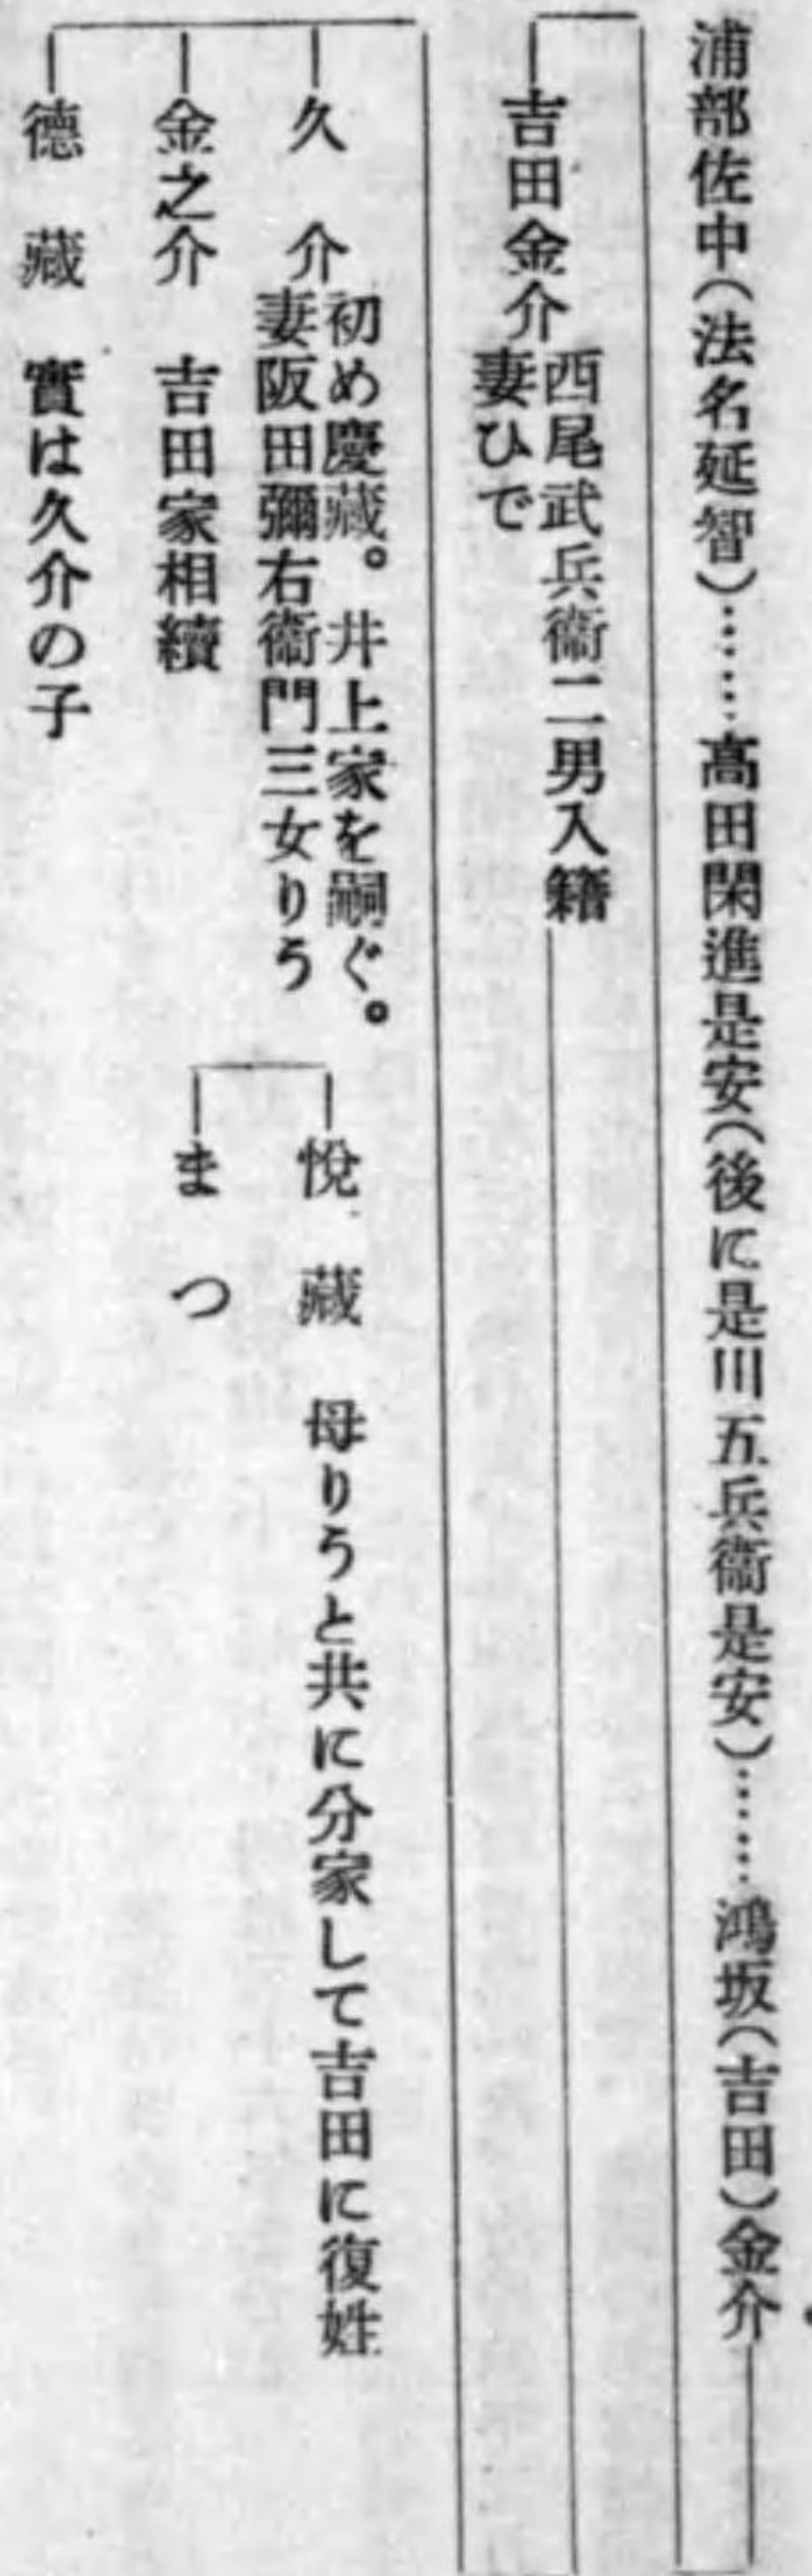 浦部佐中(法名延智)……高田閑進是安(後に是川五兵衞是安)……鴻坂(吉田)金介
吉田金介
西尾武兵衞二男入籍
妻ひで
久介
初め慶藏。井上家を嗣ぐ。
妻阪田彌右衞門三女りう
悅藏 母りうと共に分家して吉田に復姓
まつ
金之介 吉田家相續
德藏 實は久介の子